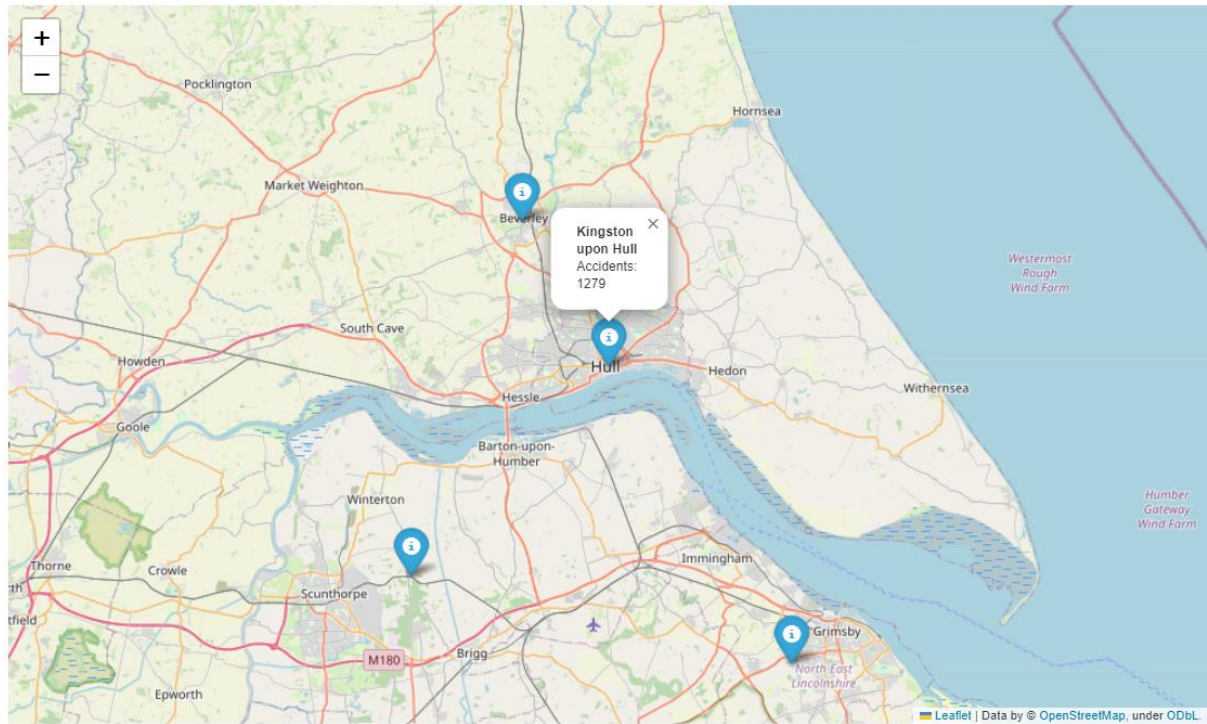 +
−
Pocklington
Hornsea
Market Weighton
Beverley
Kingston
upon Hull
Accidents:
1279
×
Westermost
Rough
Wind Farm
South Cave
Howden
Hull
Hedon
Withernsea
Hessle
Goole
Barton-upon-
Humber
Winterton
Humber
Gateway
Wind Farm
Immingham
Thorne
Crowle
Scunthorpe
Grimsby
M180
Brigg
North East
Lincolnshire
Epworth
Leaflet | Data by © OpenStreetMap, under ODbL.